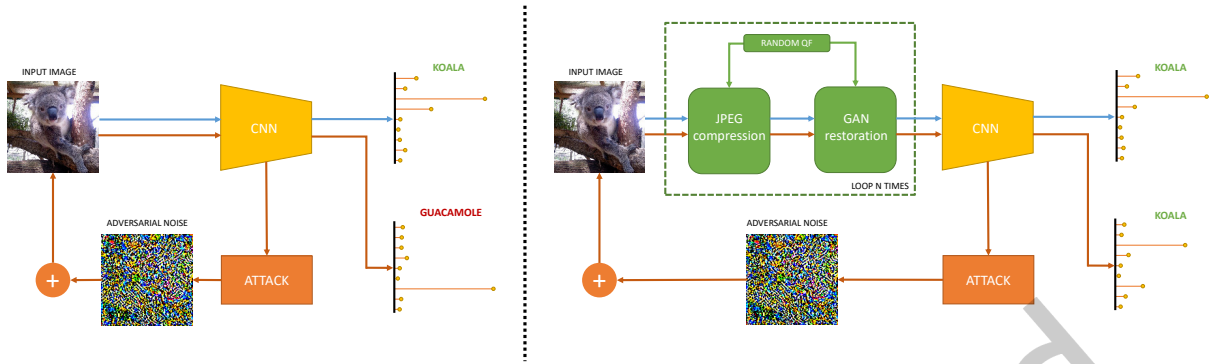 INPUT IMAGE
CNN
KOALA
GUACAMOLE
ADVERSARIAL NOISE
+
ATTACK
RANDOM QF
INPUT IMAGE
JPEG
compression
GAN
restoration
LOOP N TIMES
CNN
KOALA
KOALA
ADVERSARIAL NOISE
+
ATTACK